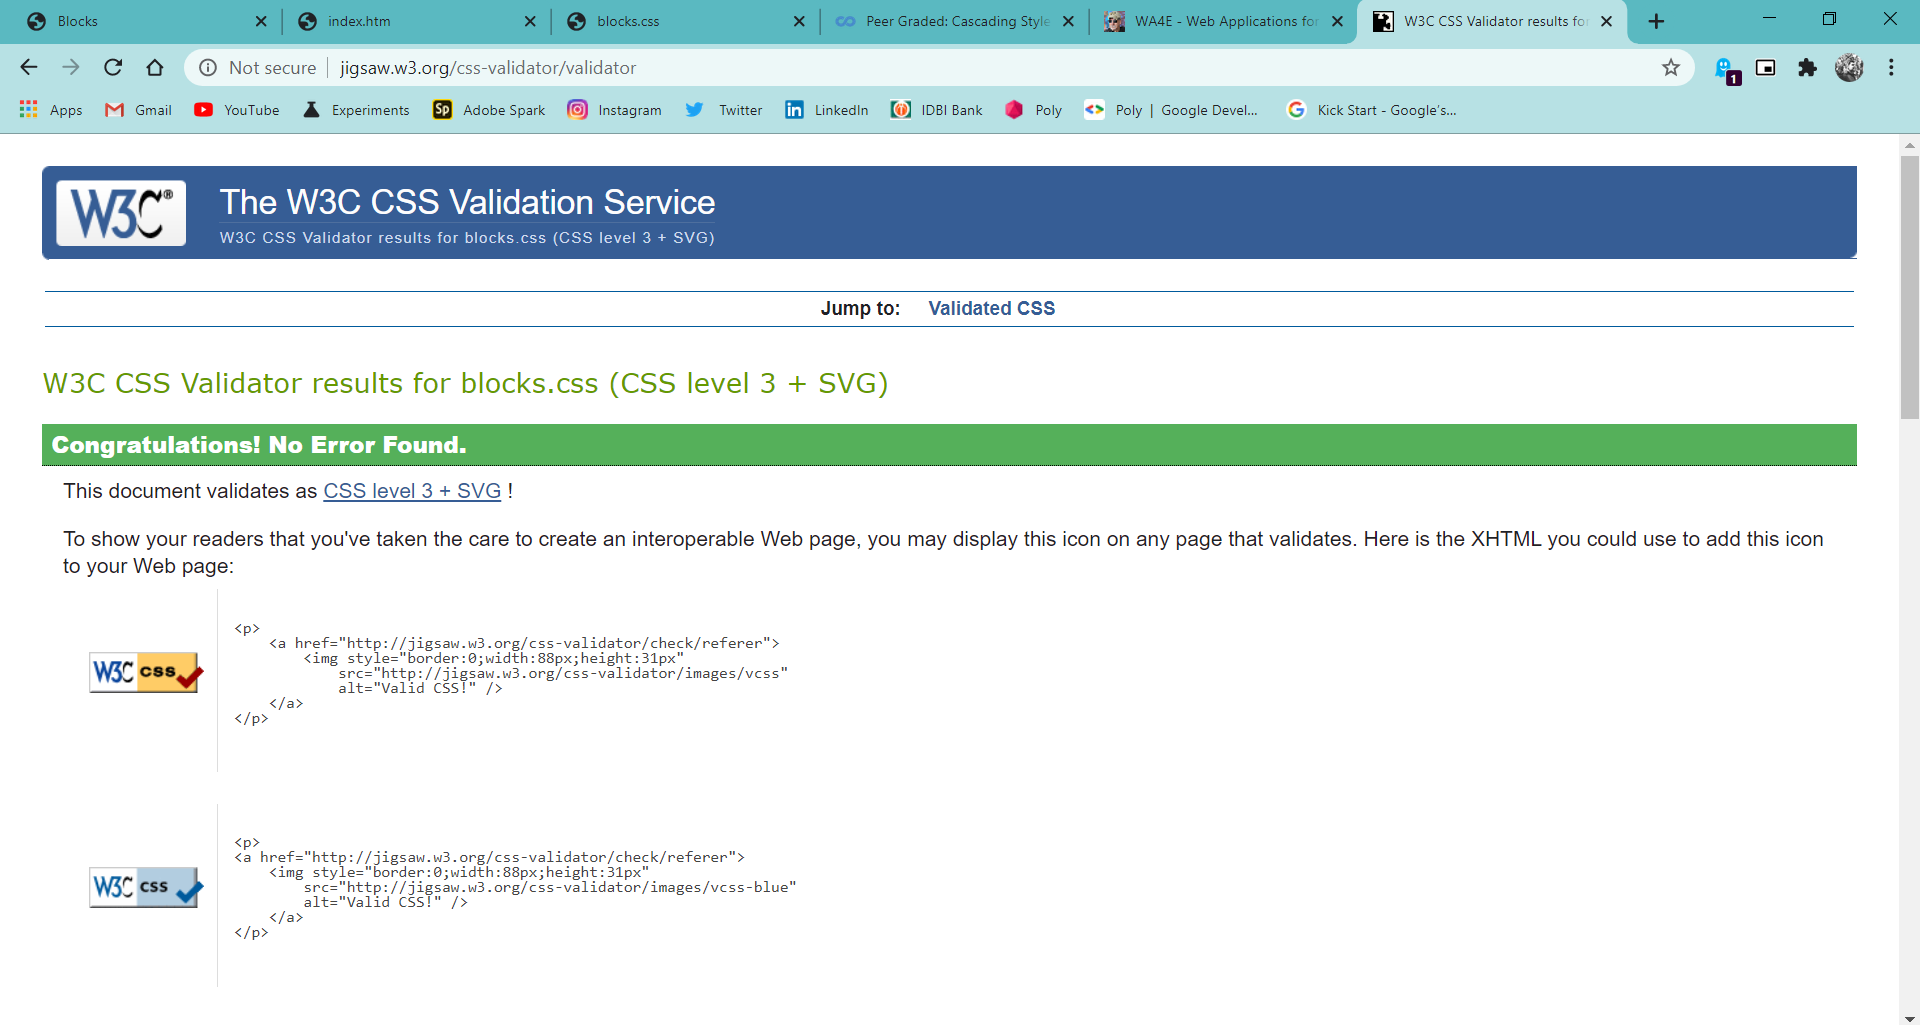 Blocks
index.htm
blocks.css
Peer Graded: Cascading Style
WA4E - Web Applications for
W3C CSS Validator results for
Not secure
jigsaw.w3.org/css-validator/validator
1
Apps
Gmail
YouTube
Experiments
Sp
Adobe Spark
Instagram
Twitter
in
LinkedIn
IDBI Bank
Poly
Poly | Google Devel...
Kick Start - Google's...
W3C®
The W3C CSS Validation Service
W3C CSS Validator results for blocks.css (CSS level 3 + SVG)
Jump to: Validated CSS
W3C CSS Validator results for blocks.css (CSS level 3 + SVG)
Congratulations! No Error Found.
This document validates as CSS level 3 + SVG !
To show your readers that you've taken the care to create an interoperable Web page, you may display this icon on any page that validates. Here is the XHTML you could use to add this icon
to your Web page:
W3C css
<p>
<a href="http://jigsaw.w3.org/css-validator/check/referer">
<img style="border:0;width:88px;height:31px"
src="http://jigsaw.w3.org/css-validator/images/vcss"
alt="Valid CSS!" />
</a>
</p>
W3C css
<p>
<a href="http://jigsaw.w3.org/css-validator/check/referer">
<img style="border:0;width:88px;height:31px"
src="http://jigsaw.w3.org/css-validator/images/vcss-blue"
alt="Valid CSS!" />
</a>
</p>